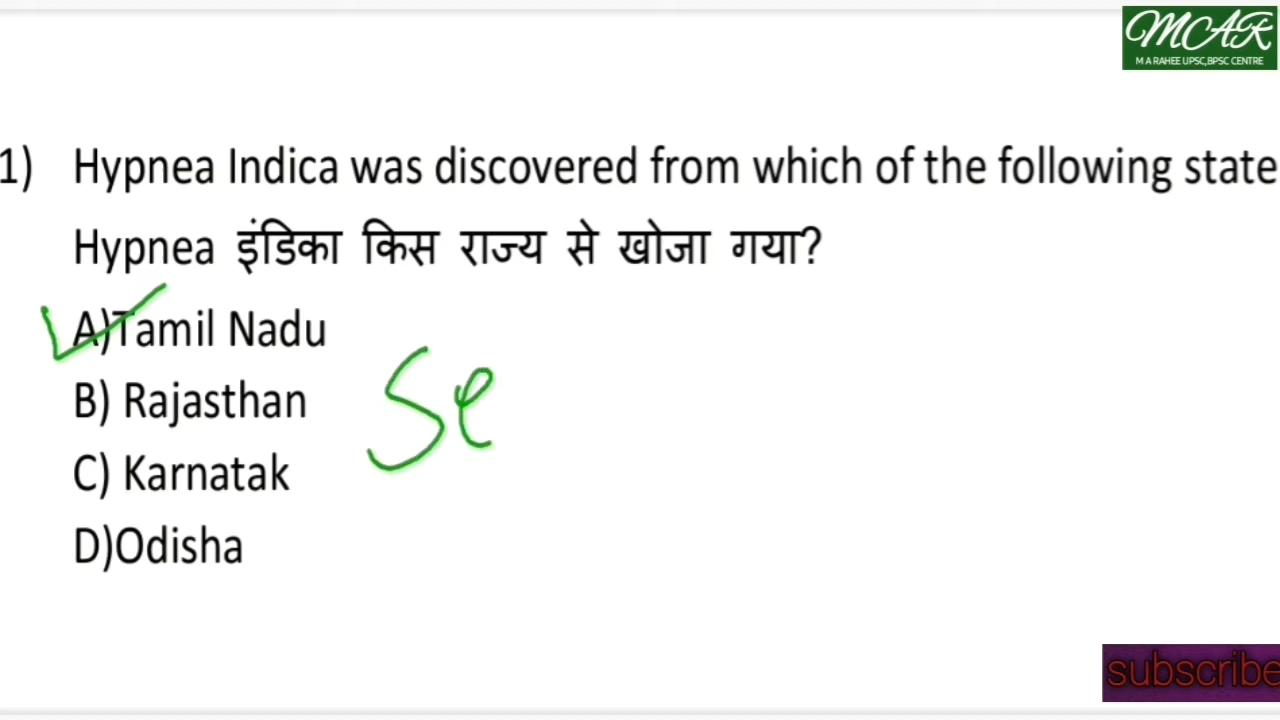 MCAR
M A RAHEE UPSC,BPSC CENTRE
1) Hypnea Indica was discovered from which of the following state
Hypnea इंडिका किस राज्य से खोजा गया?
A)Tamil Nadu
B) Rajasthan
Se
C) Karnatak
D)Odisha
subscribe